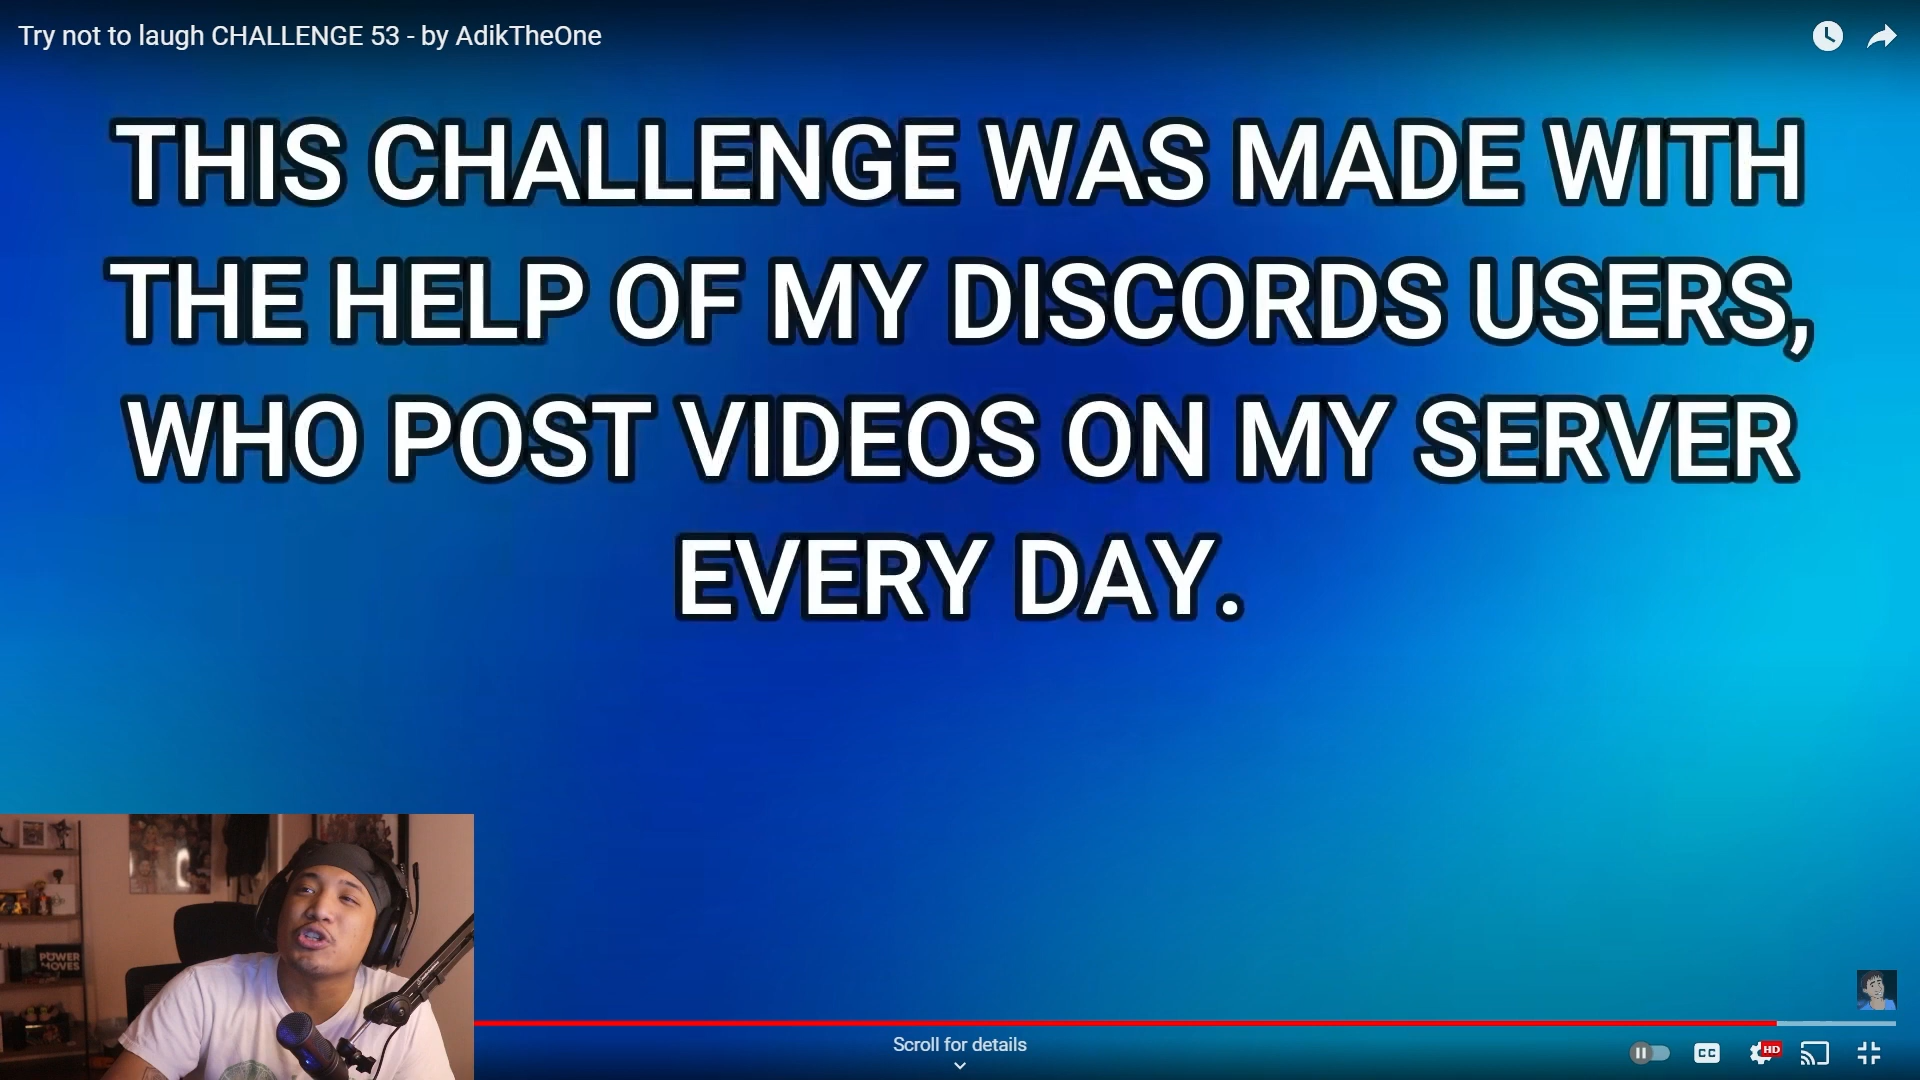 Try not to laugh CHALLENGE 53 - by AdikTheOne
THIS CHALLENGE WAS MADE WITH
THE HELP OF MY DISCORDS USERS,
WHO POST VIDEOS ON MY SERVER
EVERY DAY.
POWER
MOVES
Scroll for details
CC
HD